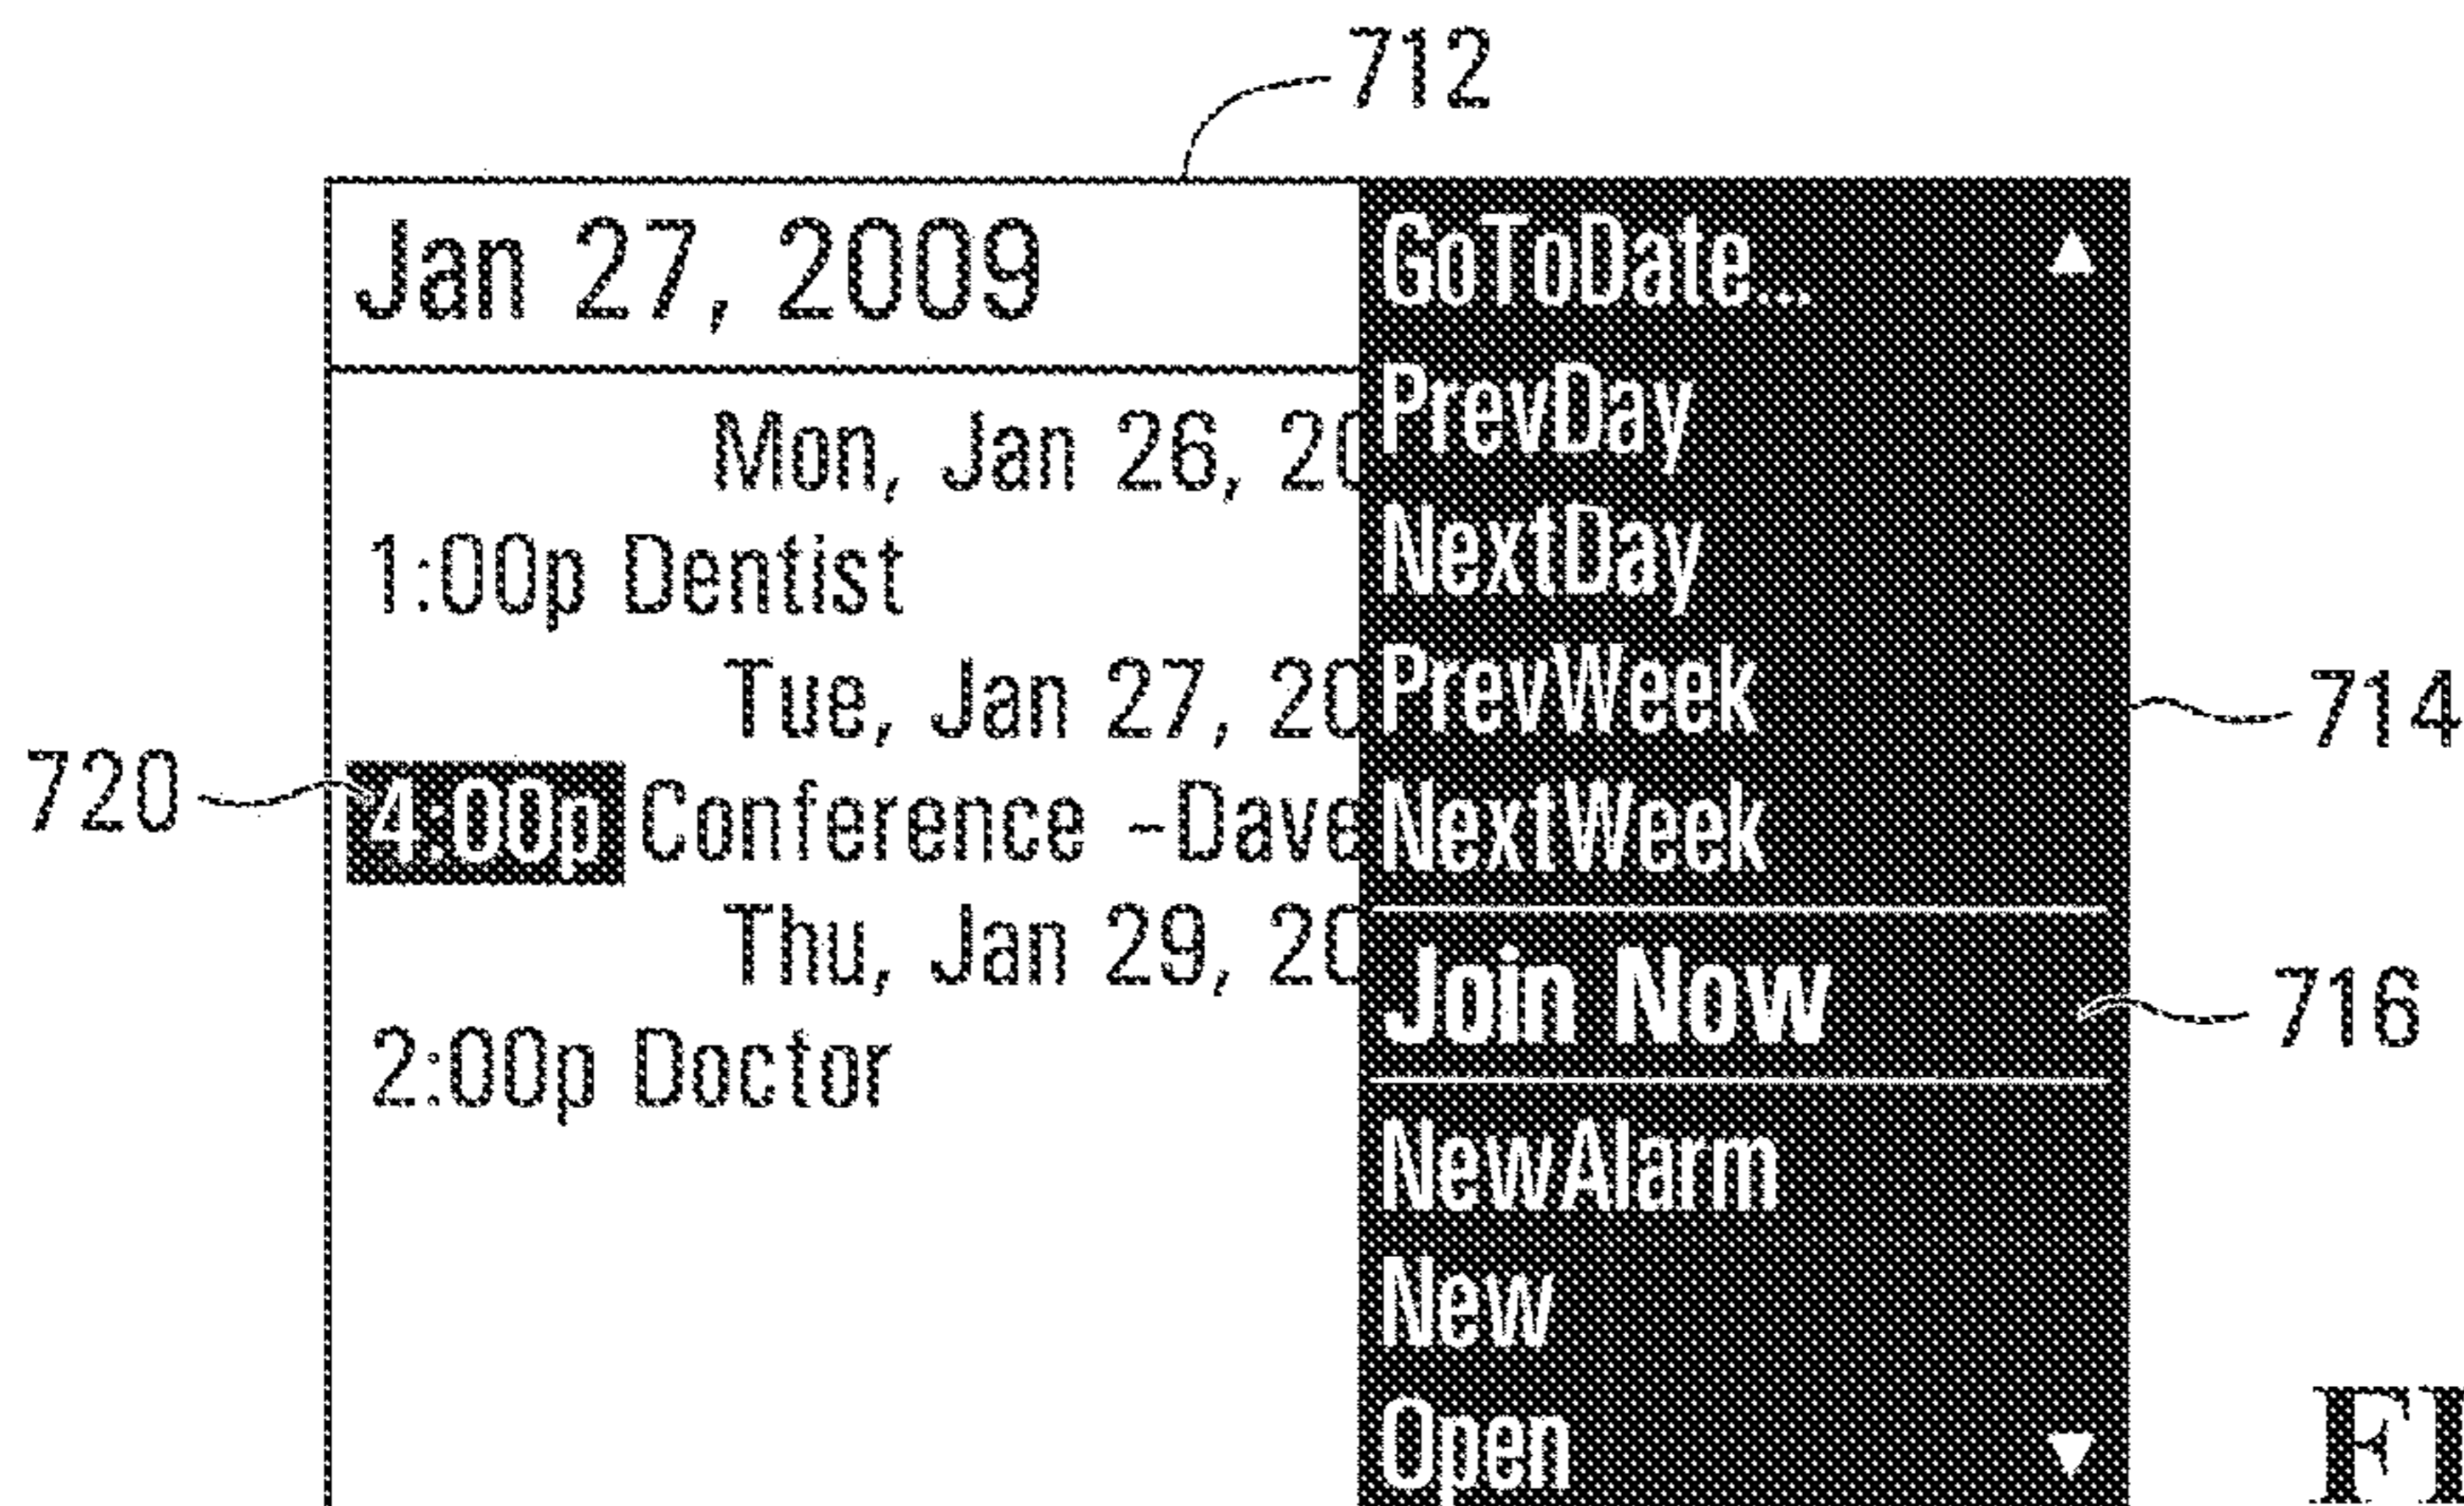 712
Jan 27, 2009
Mon, Jan 26, 20
1:00p Dentist
Tue, Jan 27, 20
720
4:00p Conference ~Dave
Thu, Jan 29, 20
2:00p Doctor
GoToDate...
PrevDay
NextDay
PrevWeek
NextWeek
Join Now
NewAlarm
New
Open
714
716